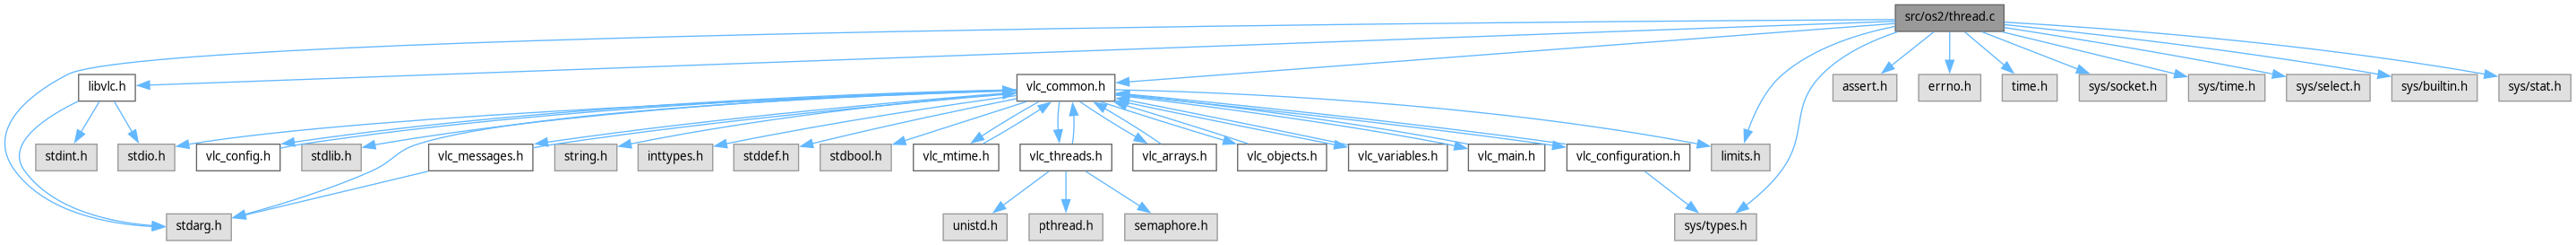 src/os2/thread.c
libvlc.h
vlc_common.h
assert.h
errno.h
time.h
sys/socket.h
sys/time.h
sys/select.h
sys/builtin.h
sys/stat.h
stdint.h
stdio.h
vlc_config.h
stdlib.h
vlc_messages.h
string.h
inttypes.h
stddef.h
stdbool.h
vlc_mtime.h
vlc_threads.h
vlc_arrays.h
vlc_objects.h
vlc_variables.h
vlc_main.h
vlc_configuration.h
limits.h
stdarg.h
unistd.h
pthread.h
semaphore.h
sys/types.h